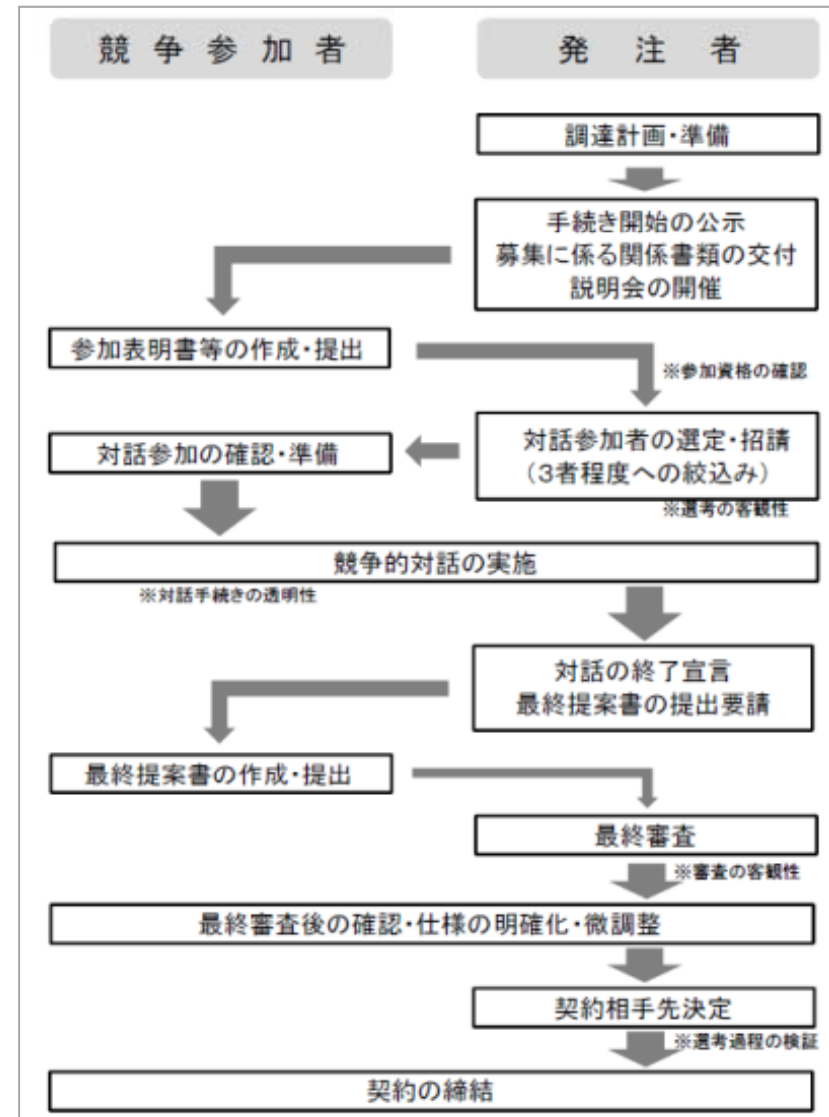 競争参加者
発注者
調達計画・準備
手続き開始の公示
募集に係る関係書類の交付
説明会の開催
参加表明書等の作成・提出
※参加資格の確認
対話参加者の選定・招請
（3者程度への絞込み）
※選考の客観性
対話参加の確認・準備
競争的対話の実施
※対話手続きの透明性
対話の終了宣言
最終提案書の提出要請
最終提案書の作成・提出
最終審査
※審査の客観性
最終審査後の確認・仕様の明確化・微調整
契約相手先決定
※選考過程の検証
契約の締結